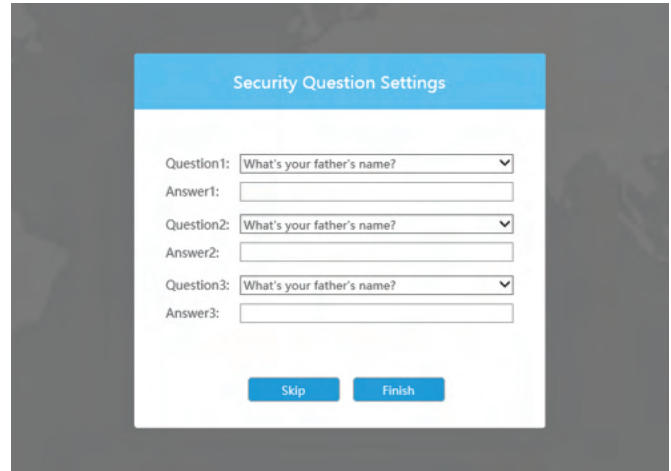 Security Question Settings
Question1: What's your father's name?
Answer1:
Question2: What's your father's name?
Answer2:
Question3: What's your father's name?
Answer3:
Skip Finish